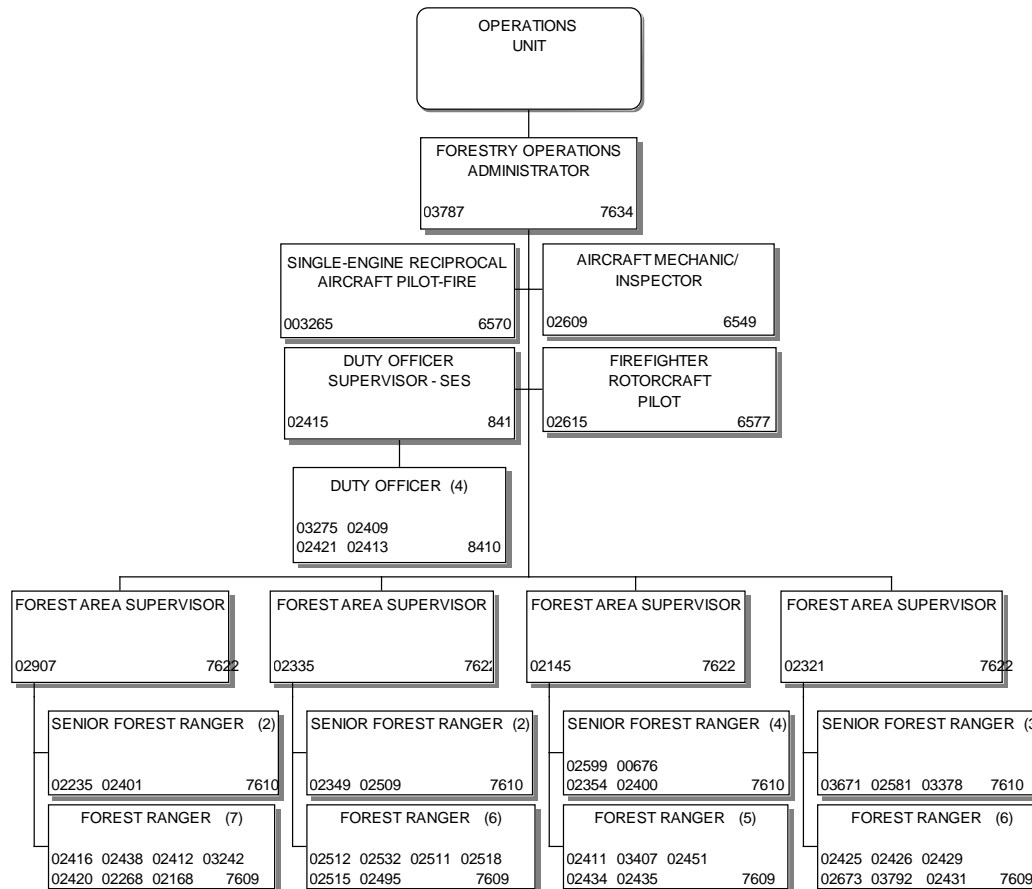 OPERATIONS
UNIT
FORESTRY OPERATIONS
ADMINISTRATOR
03787 7634
SINGLE-ENGINE RECIPROCAL
AIRCRAFT PILOT-FIRE
003265 6570
AIRCRAFT MECHANIC/
INSPECTOR
02609 6549
DUTY OFFICER
SUPERVISOR - SES
02415 841
FIREFIGHTER
ROTORCRAFT
PILOT
02615 6577
DUTY OFFICER (4)
03275 02409
02421 02413 8410
FOREST AREA SUPERVISOR
02907 7622
SENIOR FOREST RANGER (2)
02235 02401 7610
FOREST RANGER (7)
02416 02438 02412 03242
02420 02268 02168 7609
FOREST AREA SUPERVISOR
02335 7622
SENIOR FOREST RANGER (2)
02349 02509 7610
FOREST RANGER (6)
02512 02532 02511 02518
02515 02495 7609
FOREST AREA SUPERVISOR
02145 7622
SENIOR FOREST RANGER (4)
02599 00676
02354 02400 7610
FOREST RANGER (5)
02411 03407 02451
02434 02435 7609
FOREST AREA SUPERVISOR
02321 7622
SENIOR FOREST RANGER (3
03671 02581 03378 7610
FOREST RANGER (6)
02425 02426 02429
02673 03792 02431 7609